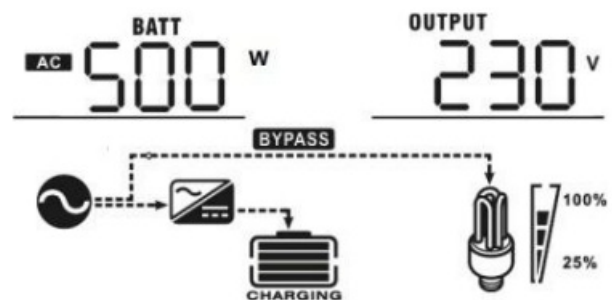 BATT
OUTPUT
AC 500 W
230 V
BYPASS
100%
25%
CHARGING